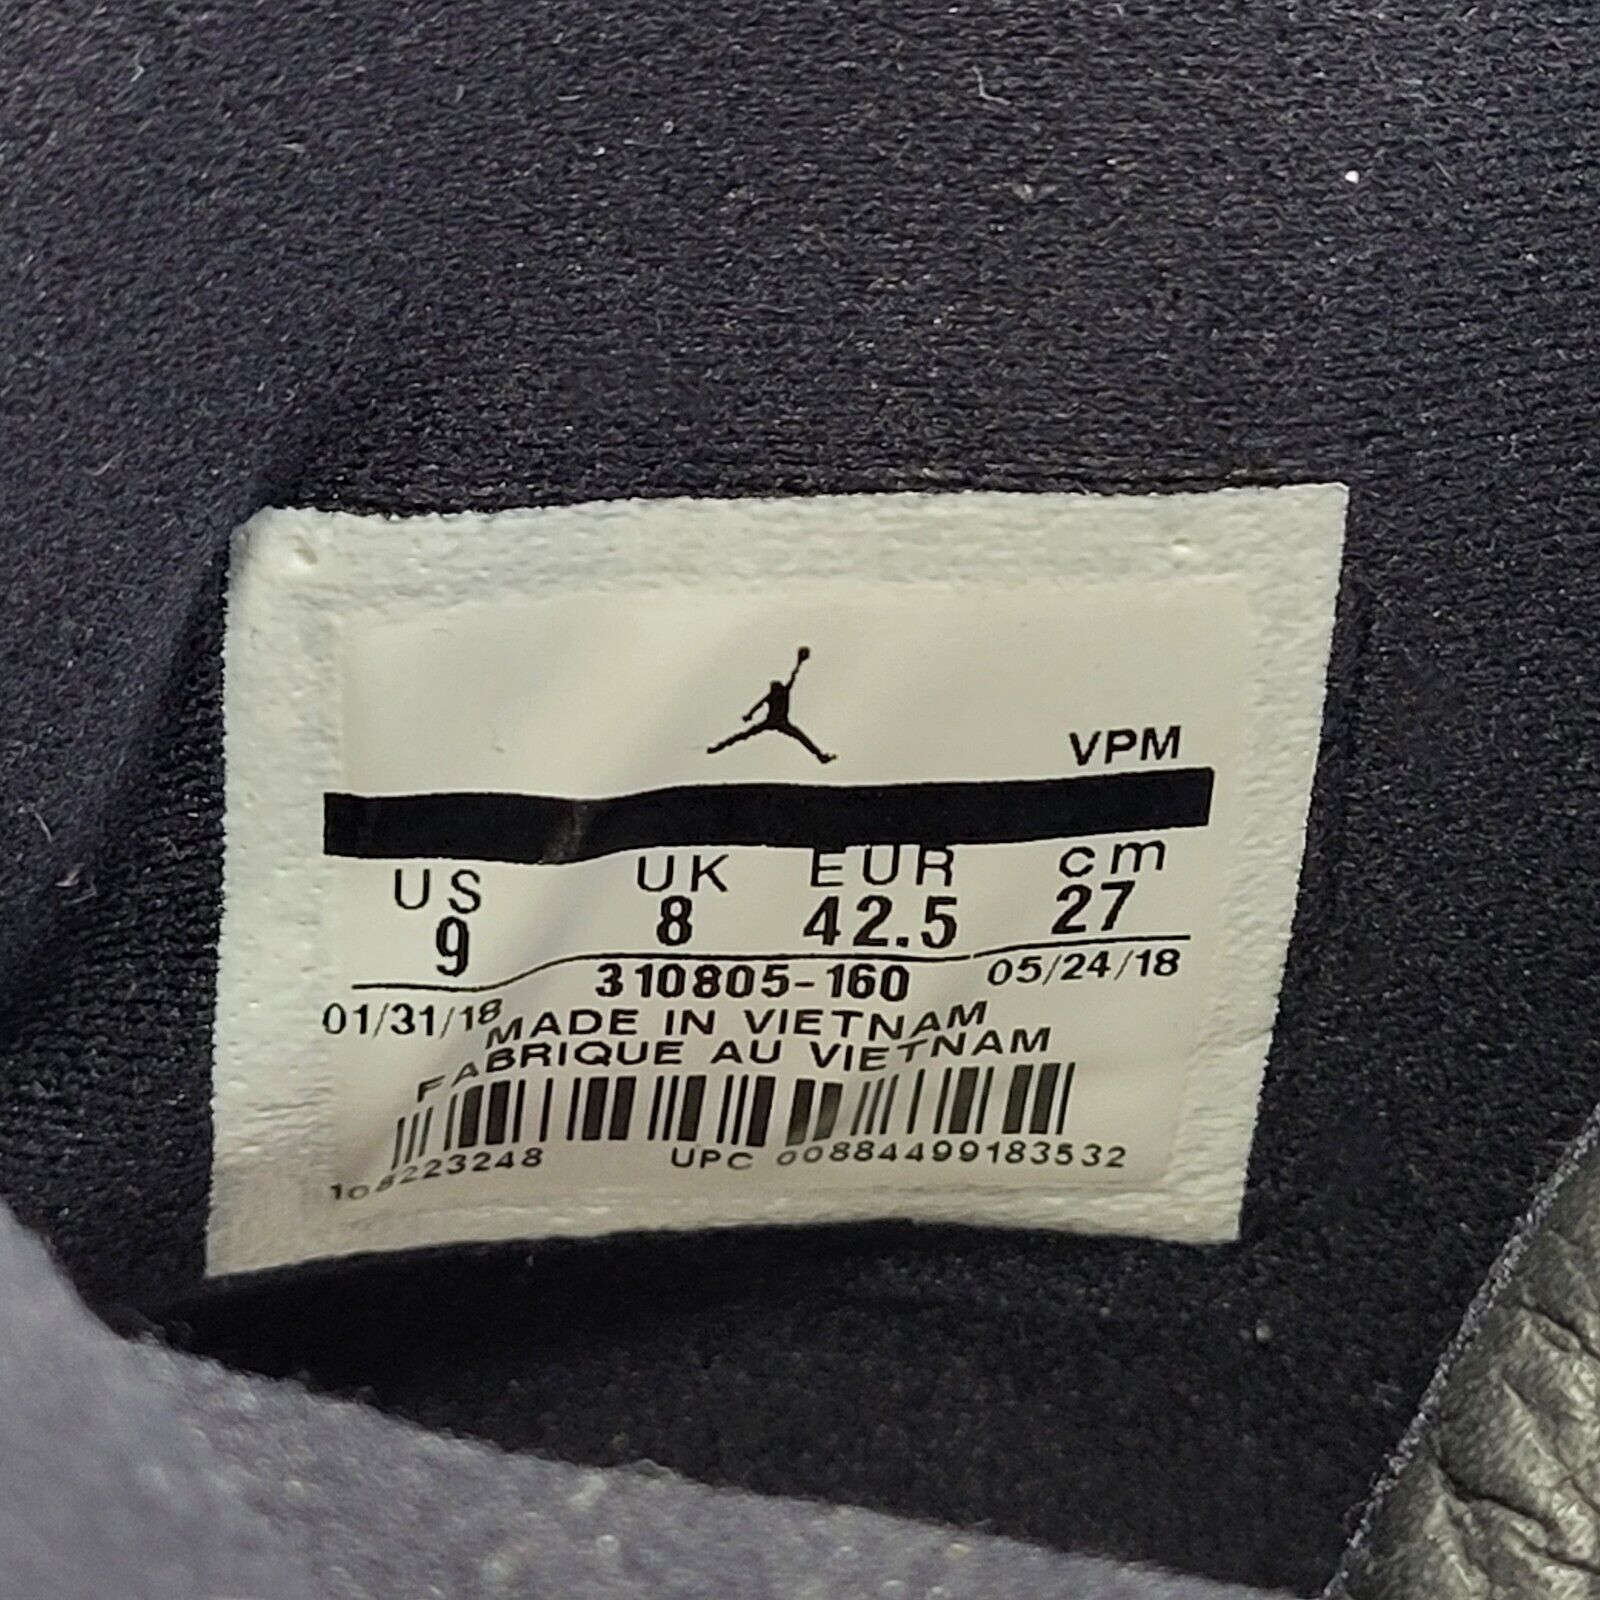 VPM
US UK EUR cm
9 8 42.5 27
01/31/18 310805-160 05/24/18
MADE IN VIETNAM
FABRIQUE AU VIETNAM
108223248 UPC 00884499183532